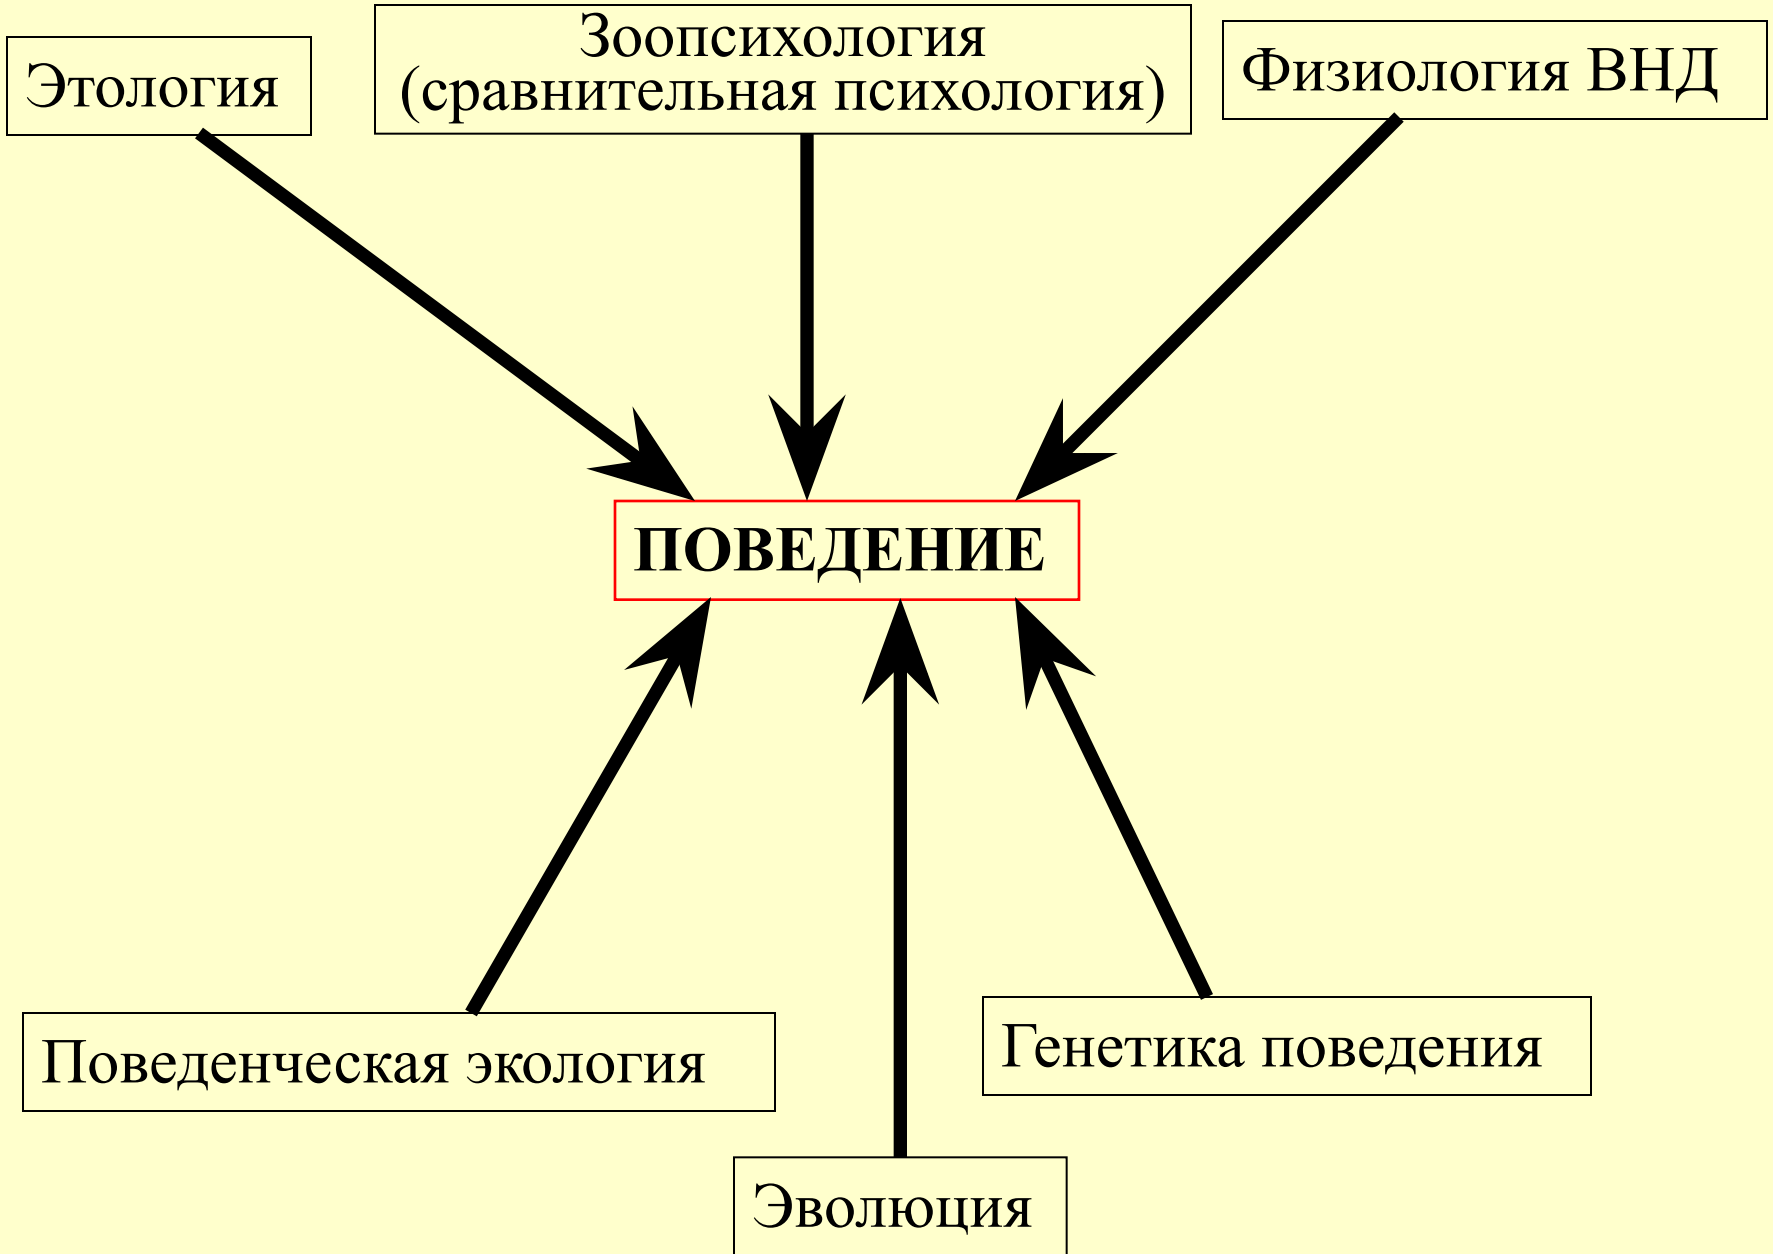 Этология
Зоопсихология
(сравнительная психология)
Физиология ВНД
ПОВЕДЕНИЕ
Поведенческая экология
Генетика поведения
Эволюция